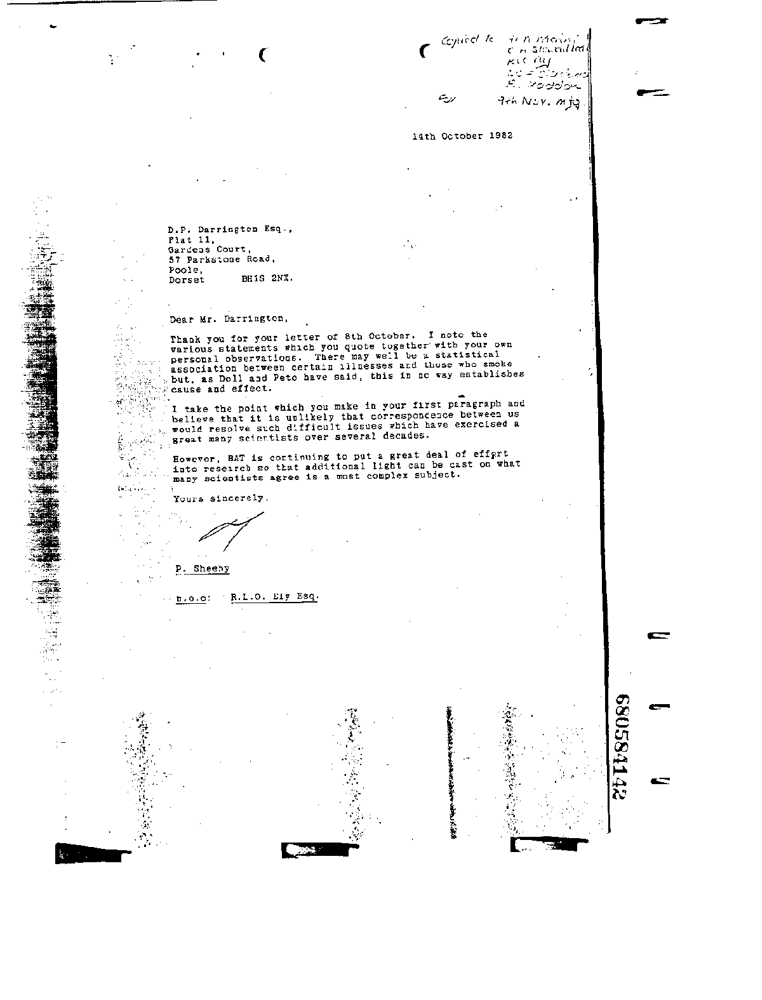 Copied to
9th Nov. mtg.
14th October 1982
D.P. Darrington Esq.,
Flat 11,
Gardens Court,
57 Parkstone Road,
Poole,
Dorset BH15 2NX.
Dear Mr. Darrington,
Thank you for your letter of 8th October. I note the
various statements which you quote together with your own
personal observations. There may well be a statistical
association between certain illnesses and those who smoke
but, as Doll and Peto have said, this in no way establishes
cause and effect.
I take the point which you make in your first paragraph and
believe that it is unlikely that correspondence between us
would resolve such difficult issues which have exercised a
great many scientists over several decades.
However, BAT is continuing to put a great deal of effort
into research so that additional light can be cast on what
many scientists agree is a most complex subject.
Yours sincerely.
P. Sheehy
b.c.c: R.L.O. Ely Esq.
680584142